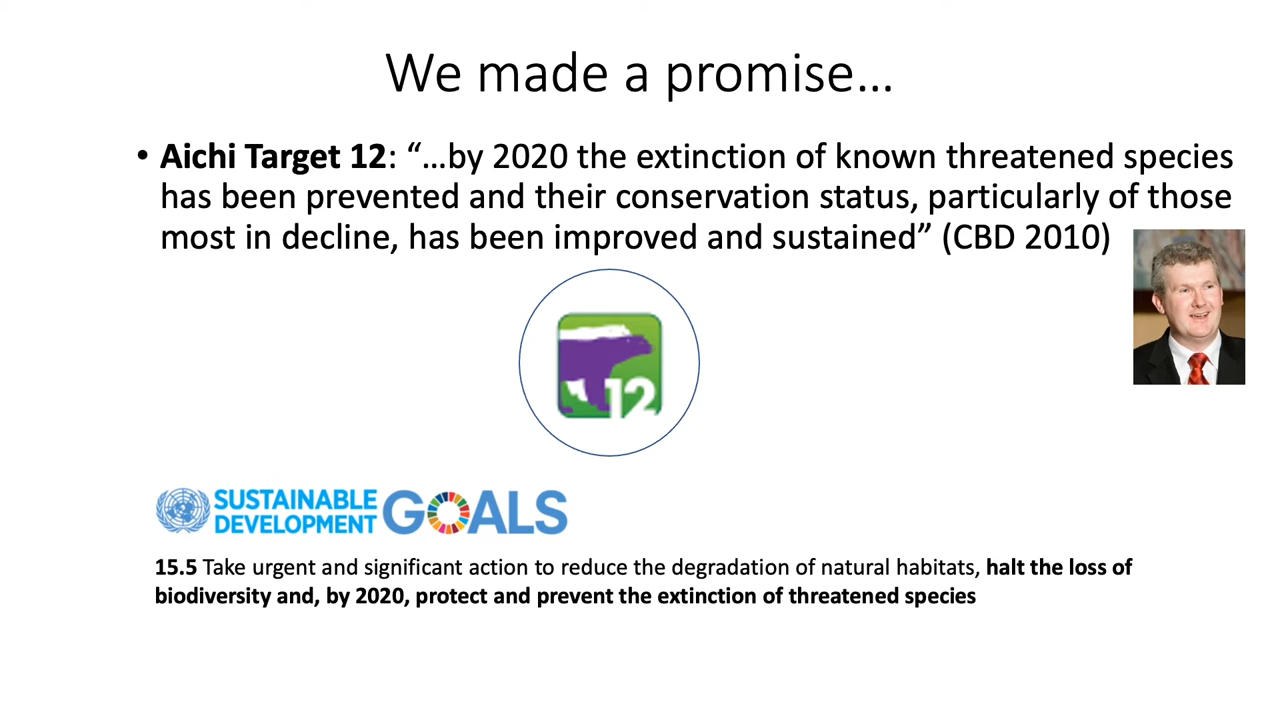 We made a promise…
• Aichi Target 12: “…by 2020 the extinction of known threatened species
has been prevented and their conservation status, particularly of those
most in decline, has been improved and sustained” (CBD 2010)
12
SUSTAINABLE
DEVELOPMENT GOALS
15.5 Take urgent and significant action to reduce the degradation of natural habitats, halt the loss of
biodiversity and, by 2020, protect and prevent the extinction of threatened species